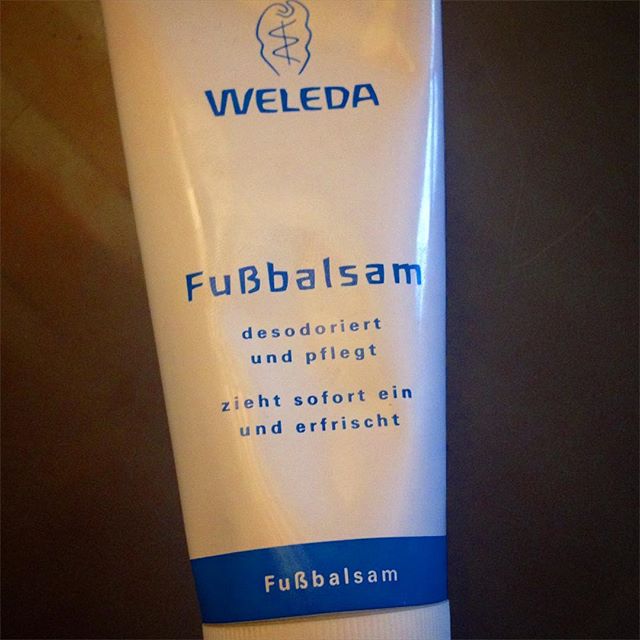 WELEDA
Fußbalsam
desodoriert
und pflegt
zieht sofort ein
und erfrischt
Fußbalsam